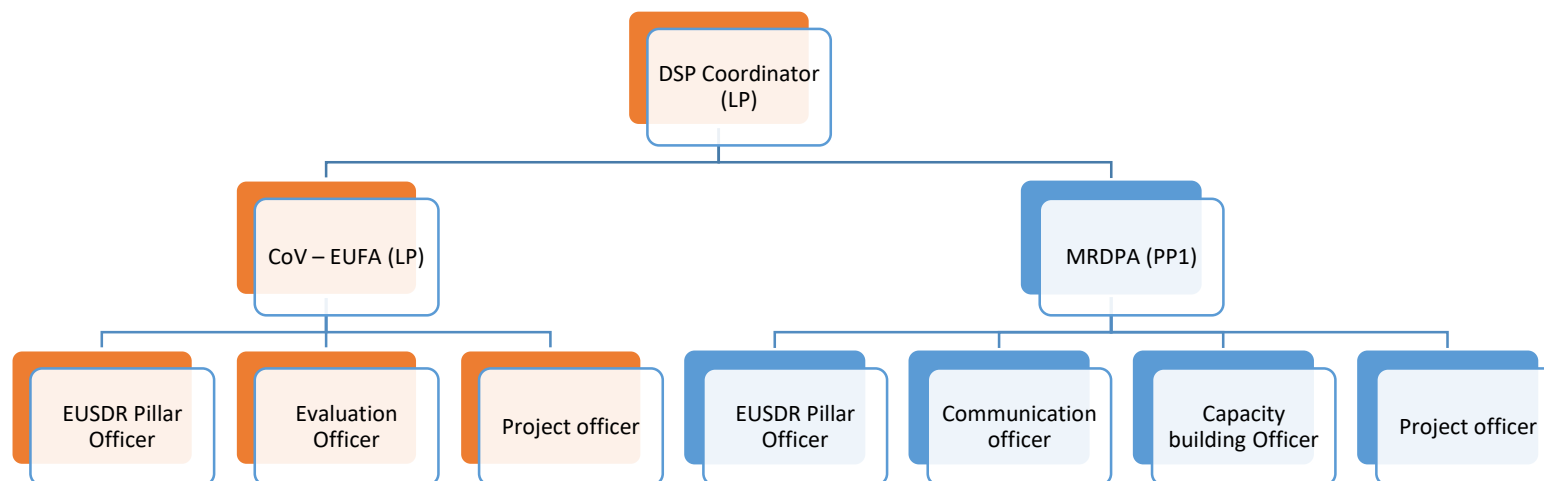 DSP Coordinator
(LP)
CoV – EUFA (LP)
MRDPA (PP1)
EUSDR Pillar
Officer
Evaluation
Officer
Project officer
EUSDR Pillar
Officer
Communication
officer
Capacity
building Officer
Project officer